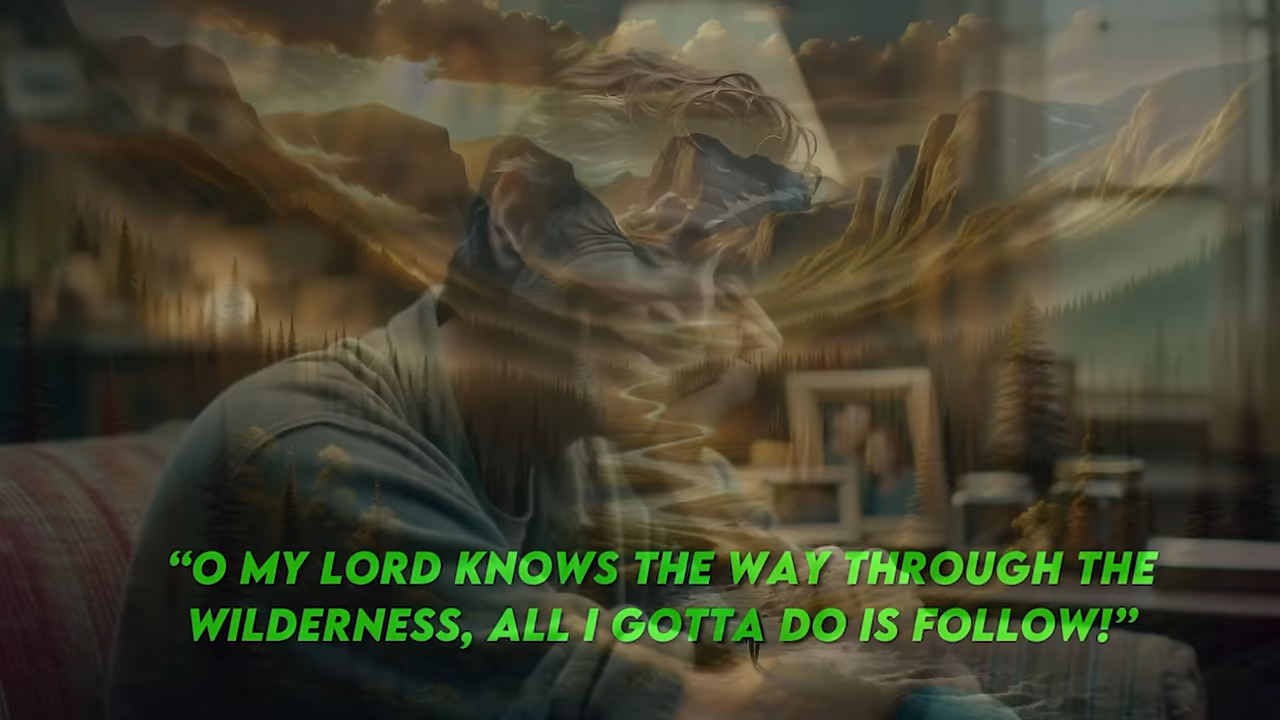 “O MY LORD KNOWS THE WAY THROUGH THE
WILDERNESS, ALL I GOTTA DO IS FOLLOW!”